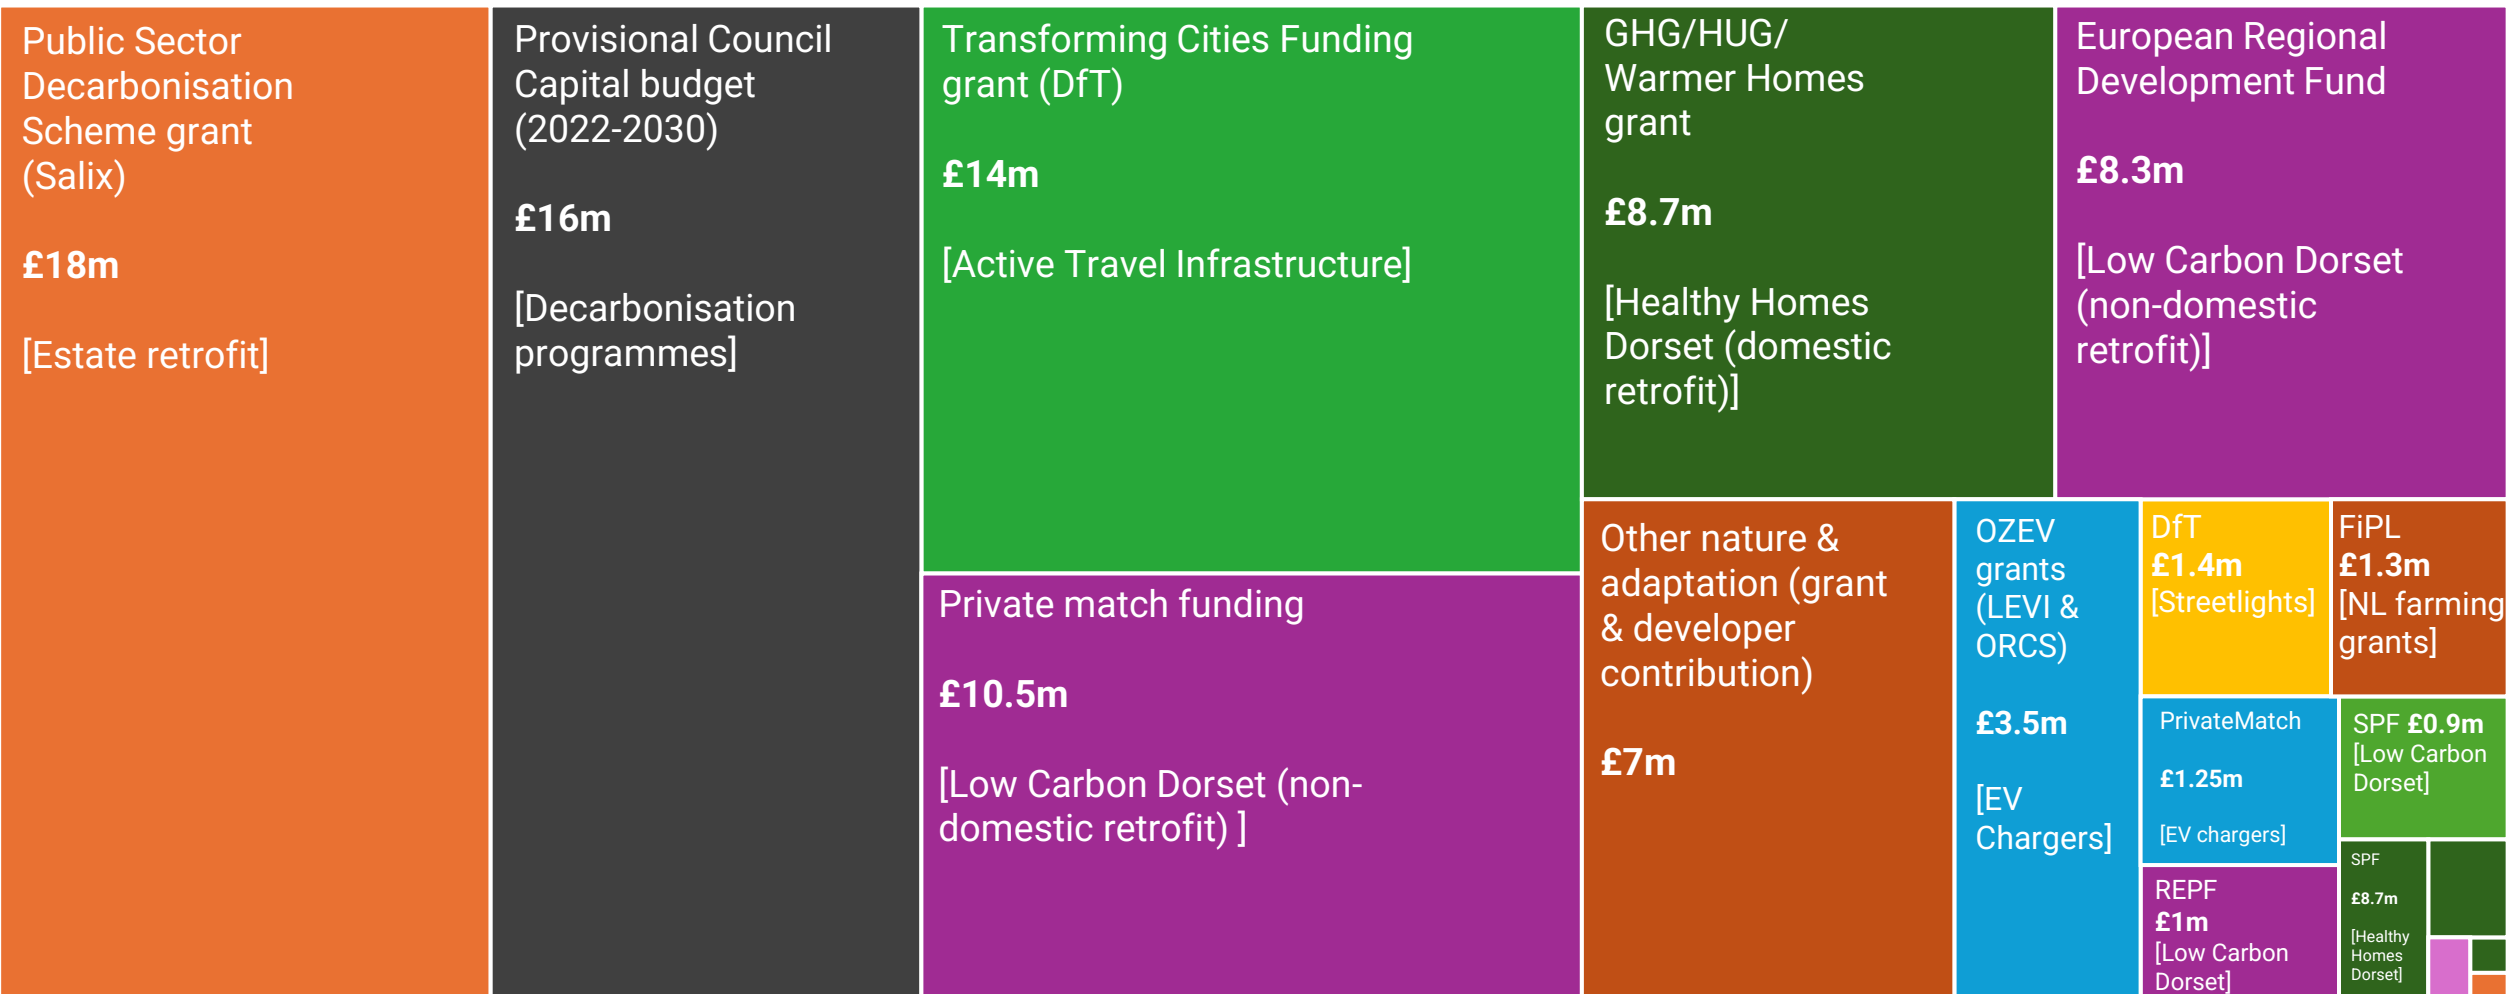 Public Sector
Decarbonisation
Scheme grant
(Salix)
£18m
[Estate retrofit]
Provisional Council
Capital budget
(2022-2030)
£16m
[Decarbonisation
programmes]
Transforming Cities Funding
grant (DfT)
£14m
[Active Travel Infrastructure]
Private match funding
£10.5m
[Low Carbon Dorset (non-
domestic retrofit) ]
GHG/HUG/
Warmer Homes
grant
£8.7m
[Healthy Homes
Dorset (domestic
retrofit)]
European Regional
Development Fund
£8.3m
[Low Carbon Dorset
(non-domestic
retrofit)]
Other nature &
adaptation (grant
& developer
contribution)
£7m
OZEV
grants
(LEVI &
ORCS)
£3.5m
[EV
Chargers]
DfT
£1.4m
[Streetlights]
FiPL
£1.3m
[NL farming
grants]
PrivateMatch
£1.25m
[EV chargers]
SPF £0.9m
[Low Carbon
Dorset]
REPF
£1m
[Low Carbon
Dorset]
SPF
£8.7m
[Healthy
Homes
Dorset]